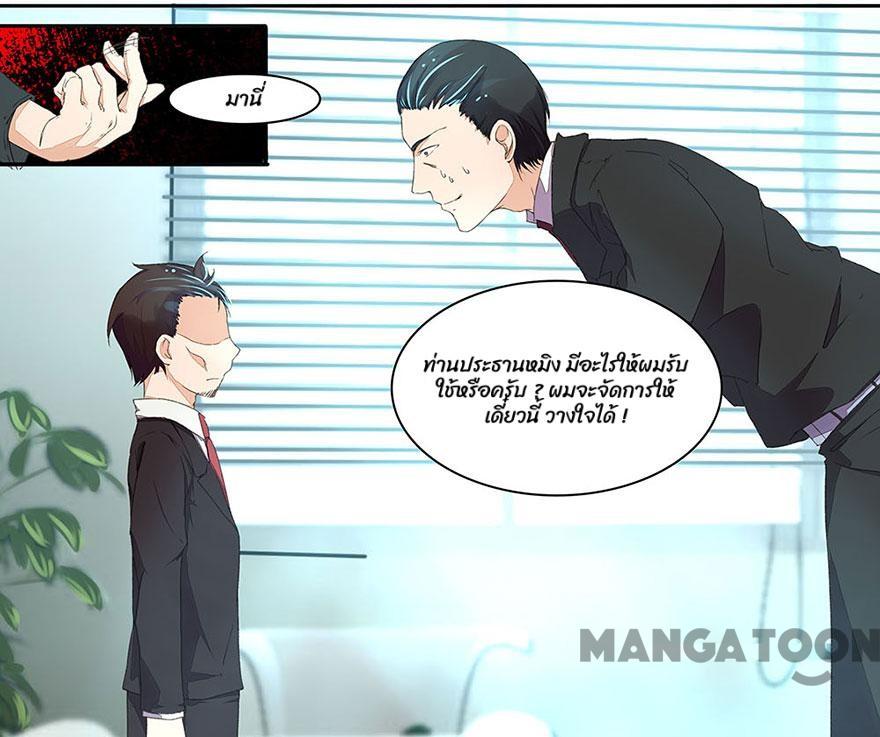 มานี่
ท่านประธานหมิง มีอะไรให้ผมรับ
ใช้หรือครับ ? ผมจะจัดการให้
เดี๋ยวนี้ วางใจได้ !
MANGATOON